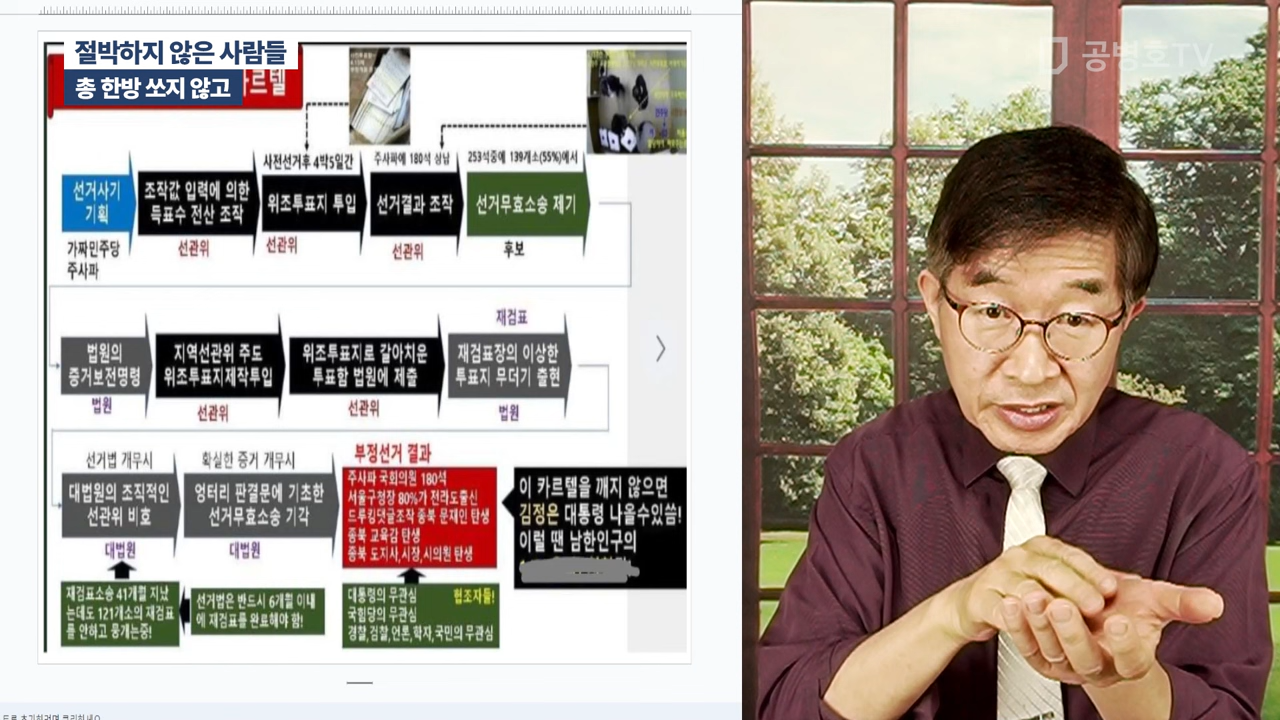 절박하지 않은 사람들
총 한방 쏘지 않고
카르텔
공병호TV
사전선거후 4박5일간
주사파에 180석 상납
253석중에 139개소(55%)에서
선거사기
기획
조작값 입력에 의한
득표수 전산 조작
위조투표지 투입
선거결과 조작
선거무효소송 제기
가짜민주당
주사파
선관위
선관위
선관위
후보
재검표
법원의
증거보전명령
지역선관위 주도
위조투표지제작투입
위조투표지로 갈아치운
투표함 법원에 제출
재검표장의 이상한
투표지 무더기 출현
법원
선관위
선관위
법원
선거법 개무시
확실한 증거 개무시
부정선거 결과
대법원의 조직적인
선관위 비호
엉터리 판결문에 기초한
선거무효소송 기각
주사파 국회의원 180석
서울구청장 80%가 전라도출신
드루킹댓글조작 종북 문재인 탄생
종북 교육감 탄생
종북 도지사,시장,시의원 탄생
이 카르텔을 깨지 않으면
김정은 대통령 나올수있씀!
이럴 땐 남한인구의
대법원
대법원
재검표소송 41개월 지났
는데도 121개소의 재검표
를 안하고 뭉개는중!
선거법은 반드시 6개월 이내
에 재검표를 완료해야 함!
대통령의 무관심
협조자들!
국힘당의 무관심
경찰,검찰,언론,학자,국민의 무관심